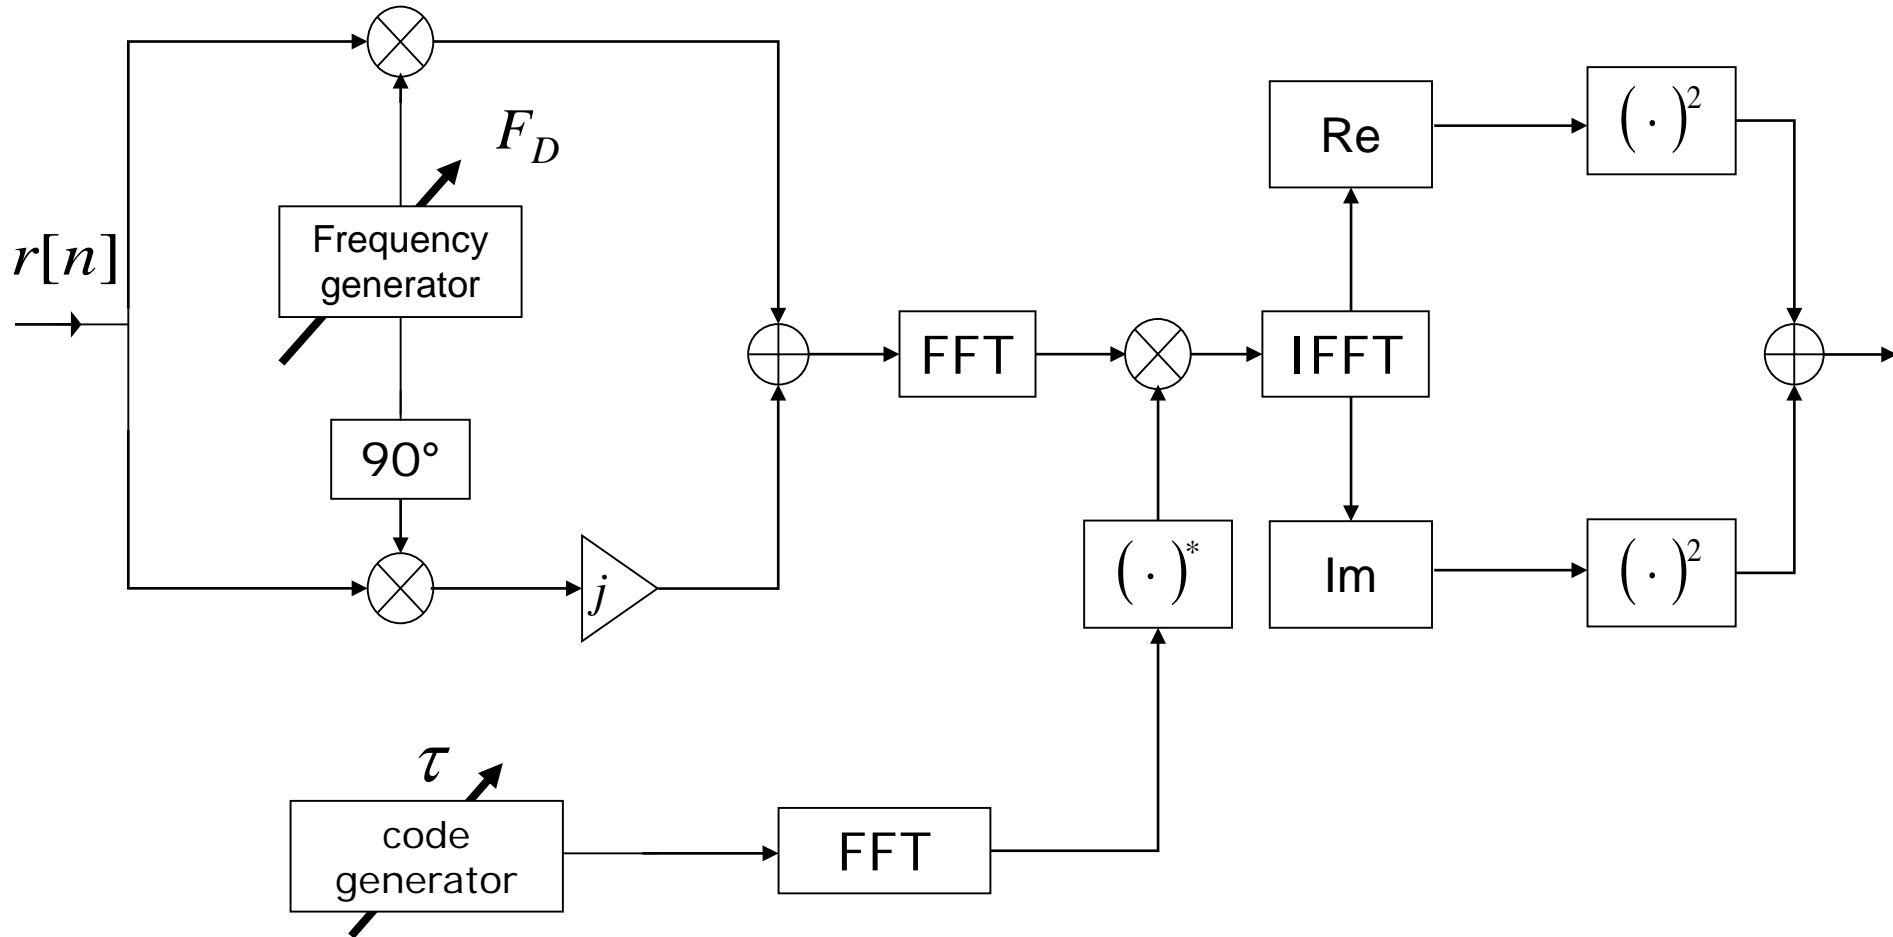 F_D
Re
(·)²
Frequency
generator
r[n]
FFT
IFFT
90°
j
(·)*
Im
(·)²
τ
code
generator
FFT